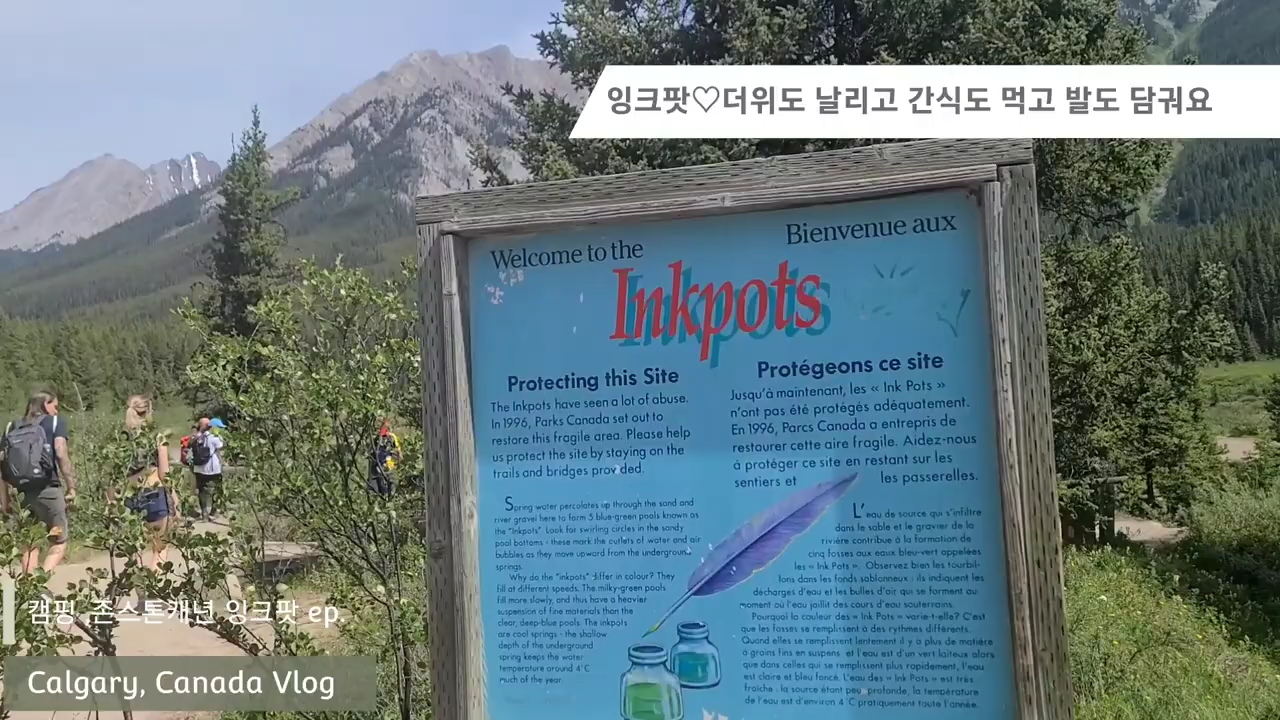 잉크팟♡더위도 날리고 간식도 먹고 발도 담궈요
Welcome to the
Bienvenue aux
Inkpots
Protecting this Site
The Inkpots have seen a lot of abuse.
In 1996, Parks Canada set out to
restore this fragile area. Please help
us protect the site by staying on the
trails and bridges provided.
Spring water percolates up through the sand and
river gravel here to form 5 blue-green pools known as
the "Inkpots". Look for swirling circles in the sandy
pool bottoms - these mark the outlets of water and air
bubbles as they move upward from the underground
springs.
Why do the "inkpots" differ in colour? They
fill at different speeds. The milky-green pools
fill more slowly, and thus have a heavier
suspension of fine materials than the
clear, deep-blue pools. The inkpots
are cool springs - the shallow
depth of the underground
spring keeps the water
temperature around 4°C
much of the year.
Protégeons ce site
Jusqu'à maintenant, les « Ink Pots »
n'ont pas été protégés adéquatement.
En 1996, Parcs Canada a entrepris de
restaurer cette aire fragile. Aidez-nous
à protéger ce site en restant sur les
sentiers et les passerelles.
L'eau de source qui s'infiltre
dans le sable et le gravier de la
rivière contribue à la formation de
cinq fosses aux eaux bleu-vert appelées
les « Ink Pots ». Observez bien les tourbil-
lons dans les fonds sablonneux : ils indiquent les
décharges d'eau et les bulles d'air qui se forment au
moment où l'eau jaillit des cours d'eau souterrains.
Pourquoi la couleur des « Ink Pots » varie-t-elle? C'est
que les fosses se remplissent à des rythmes différents.
Quand elles se remplissent lentement il y a plus de matière
à grains fins en suspens et l'eau est d'un vert laiteux alors
que dans celles qui se remplissent plus rapidement, l'eau
est claire et bleu foncé. L'eau des « Ink Pots » est très
fraîche : la source étant peu profonde, la température
de l'eau est d'environ 4°C pratiquement toute l'année.
캠핑 존스톤캐년 잉크팟 ep.
Calgary, Canada Vlog